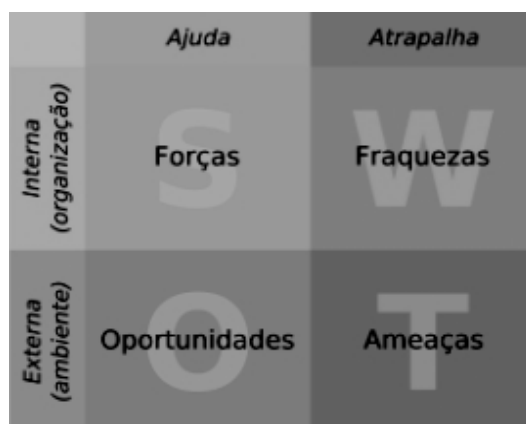 Ajuda
Atrapalha
Interna
(organização)
S
Forças
W
Fraquezas
Externa
(ambiente)
O
Oportunidades
T
Ameaças